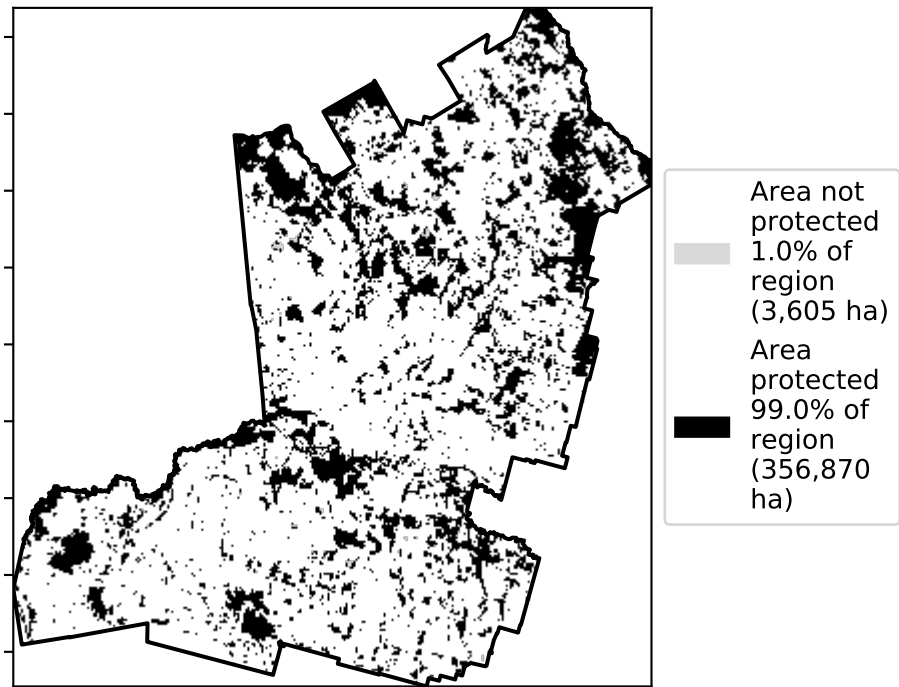 Area not
protected
1.0% of
region
(3,605 ha)
Area
protected
99.0% of
region
(356,870
ha)